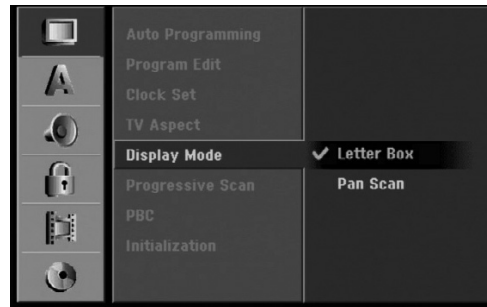 A
Auto Programming
Program Edit
Clock Set
TV Aspect
Display Mode
Progressive Scan
PBC
Initialization
Letter Box
Pan Scan